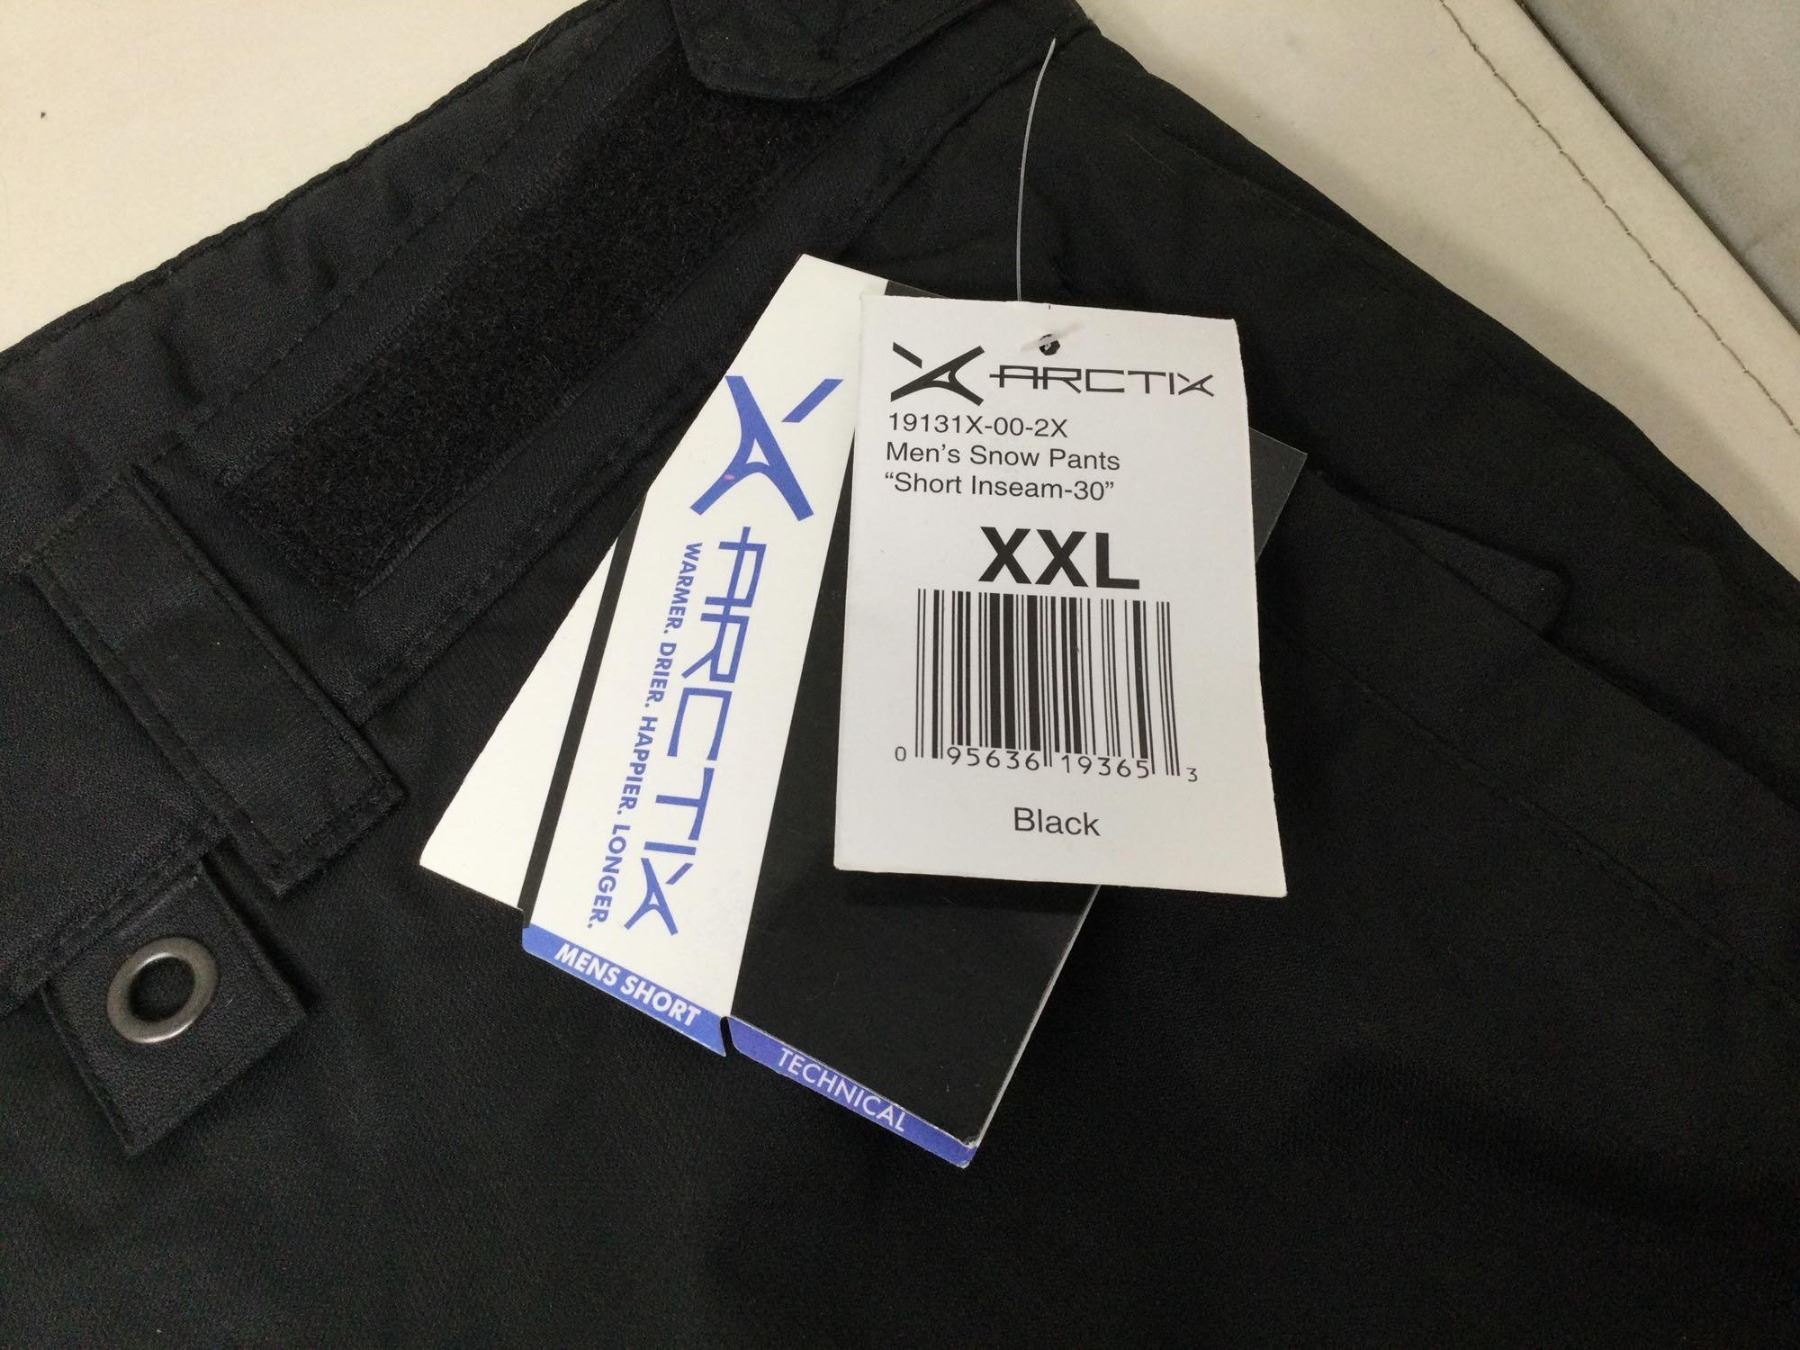 ARCTIX
19131X-00-2X
Men's Snow Pants
“Short Inseam-30”
XXL
0 95636 19365 3
Black
ARCTIX
WARMER. DRIER. HAPPIER. LONGER.
MENS SHORT
TECHNICAL